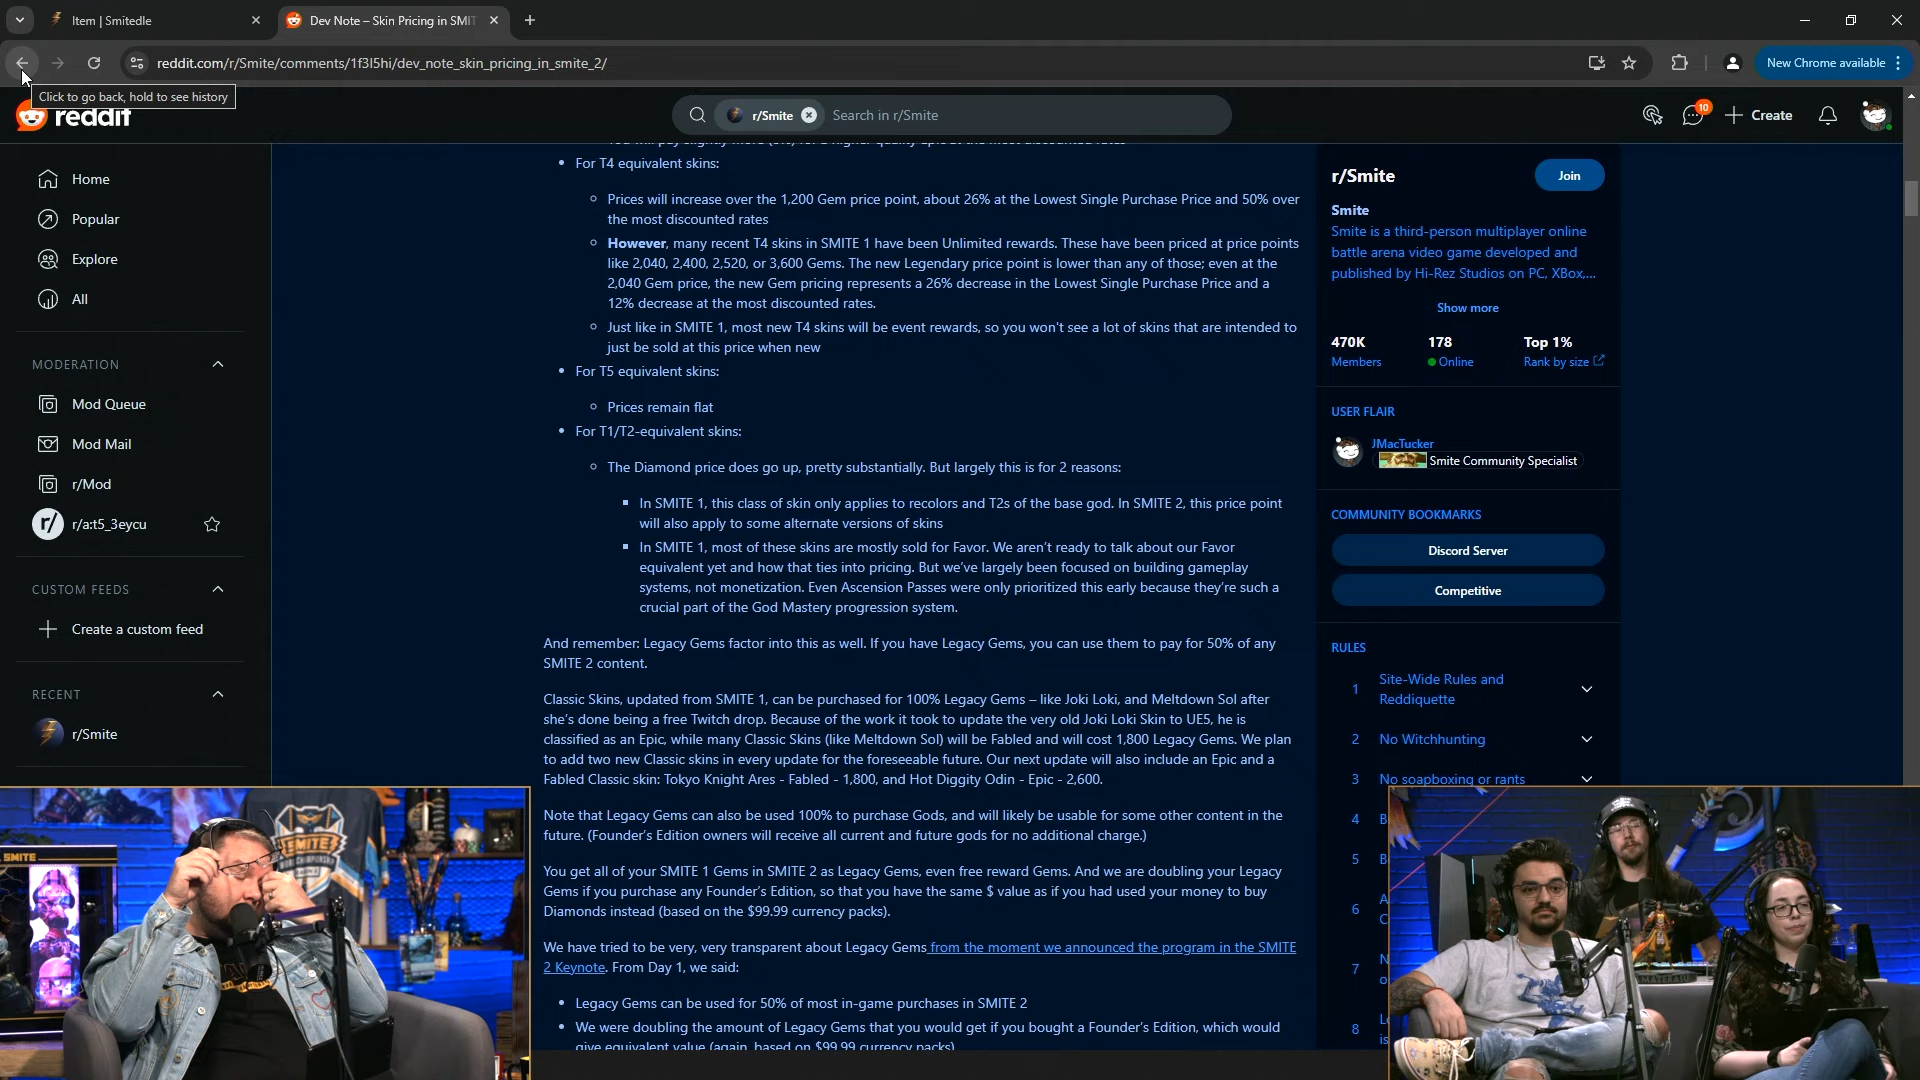 Item | Smitedle
Dev Note – Skin Pricing in SMIT
reddit.com/r/Smite/comments/1f3l5hi/dev_note_skin_pricing_in_smite_2/
New Chrome available
Click to go back, hold to see history
reddit
r/Smite
Search in r/Smite
10
Create
Home
Popular
Explore
All
MODERATION
Mod Queue
Mod Mail
r/Mod
r/ r/a:t5_3eycu
CUSTOM FEEDS
Create a custom feed
RECENT
r/Smite
For T4 equivalent skins:
Prices will increase over the 1,200 Gem price point, about 26% at the Lowest Single Purchase Price and 50% over
the most discounted rates
However, many recent T4 skins in SMITE 1 have been Unlimited rewards. These have been priced at price points
like 2,040, 2,400, 2,520, or 3,600 Gems. The new Legendary price point is lower than any of those; even at the
2,040 Gem price, the new Gem pricing represents a 26% decrease in the Lowest Single Purchase Price and a
12% decrease at the most discounted rates.
Just like in SMITE 1, most new T4 skins will be event rewards, so you won't see a lot of skins that are intended to
just be sold at this price when new
For T5 equivalent skins:
Prices remain flat
For T1/T2-equivalent skins:
The Diamond price does go up, pretty substantially. But largely this is for 2 reasons:
In SMITE 1, this class of skin only applies to recolors and T2s of the base god. In SMITE 2, this price point
will also apply to some alternate versions of skins
In SMITE 1, most of these skins are mostly sold for Favor. We aren't ready to talk about our Favor
equivalent yet and how that ties into pricing. But we've largely been focused on building gameplay
systems, not monetization. Even Ascension Passes were only prioritized this early because they're such a
crucial part of the God Mastery progression system.
And remember: Legacy Gems factor into this as well. If you have Legacy Gems, you can use them to pay for 50% of any
SMITE 2 content.
Classic Skins, updated from SMITE 1, can be purchased for 100% Legacy Gems – like Joki Loki, and Meltdown Sol after
she's done being a free Twitch drop. Because of the work it took to update the very old Joki Loki Skin to UE5, he is
classified as an Epic, while many Classic Skins (like Meltdown Sol) will be Fabled and will cost 1,800 Legacy Gems. We plan
to add two new Classic skins in every update for the foreseeable future. Our next update will also include an Epic and a
Fabled Classic skin: Tokyo Knight Ares - Fabled - 1,800, and Hot Diggity Odin - Epic - 2,600.
Note that Legacy Gems can also be used 100% to purchase Gods, and will likely be usable for some other content in the
future. (Founder's Edition owners will receive all current and future gods for no additional charge.)
You get all of your SMITE 1 Gems in SMITE 2 as Legacy Gems, even free reward Gems. And we are doubling your Legacy
Gems if you purchase any Founder's Edition, so that you have the same $ value as if you had used your money to buy
Diamonds instead (based on the $99.99 currency packs).
We have tried to be very, very transparent about Legacy Gems from the moment we announced the program in the SMITE
2 Keynote. From Day 1, we said:
Legacy Gems can be used for 50% of most in-game purchases in SMITE 2
We were doubling the amount of Legacy Gems that you would get if you bought a Founder's Edition, which would
give equivalent value (again, based on $99.99 currency packs)
r/Smite
Join
Smite
Smite is a third-person multiplayer online
battle arena video game developed and
published by Hi-Rez Studios on PC, XBox,...
Show more
470K 178 Top 1%
Members Online Rank by size
USER FLAIR
JMacTucker
Smite Community Specialist
COMMUNITY BOOKMARKS
Discord Server
Competitive
RULES
1 Site-Wide Rules and
Reddiquette
2 No Witchhunting
3 No soapboxing or rants
4 B
5 B
6 A
C
7 N
o
8
SMITE
SMITE